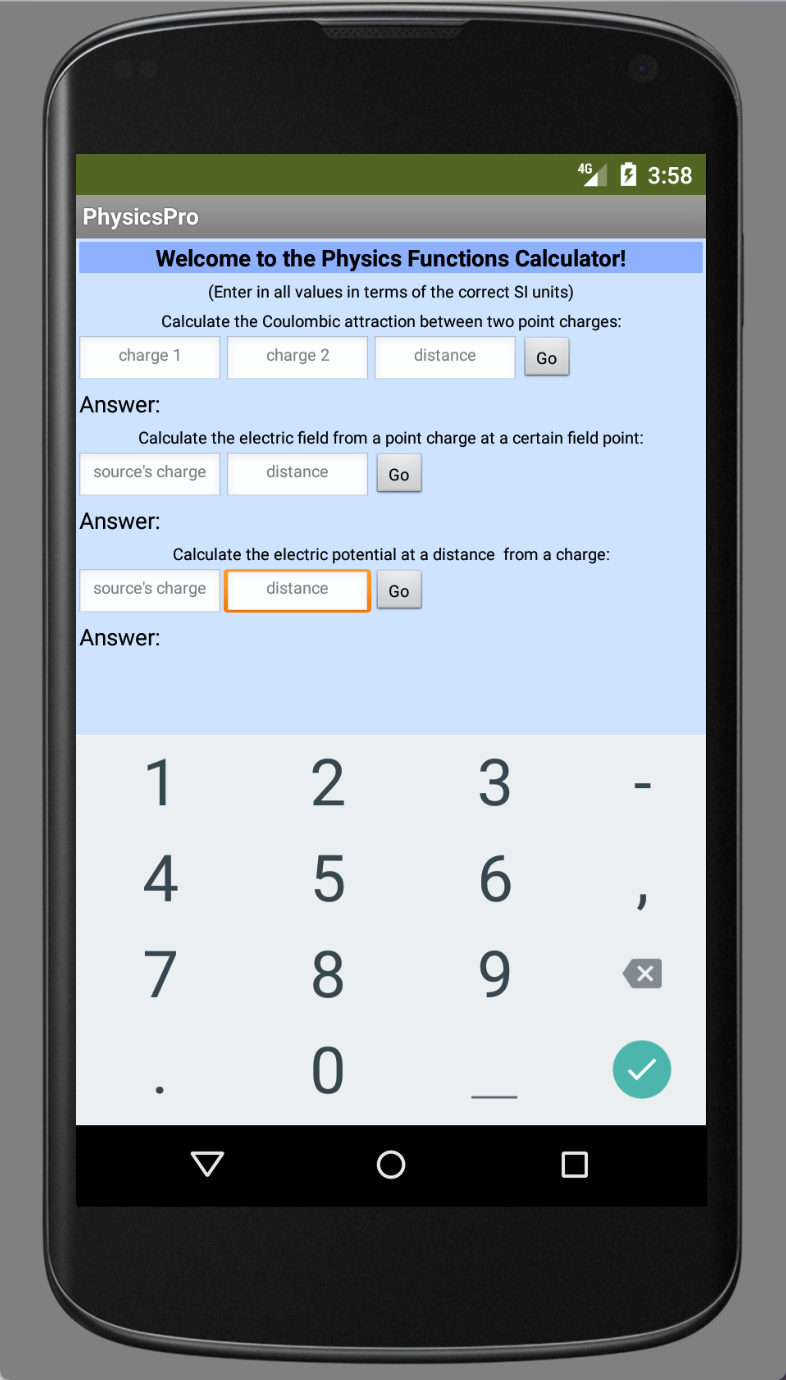 4G 3:58
PhysicsPro
Welcome to the Physics Functions Calculator!
(Enter in all values in terms of the correct SI units)
Calculate the Coulombic attraction between two point charges:
charge 1 charge 2 distance Go
Answer:
Calculate the electric field from a point charge at a certain field point:
source's charge distance Go
Answer:
Calculate the electric potential at a distance  from a charge:
source's charge distance Go
Answer:
1 2 3 -
4 5 6 ,
7 8 9
. 0 _